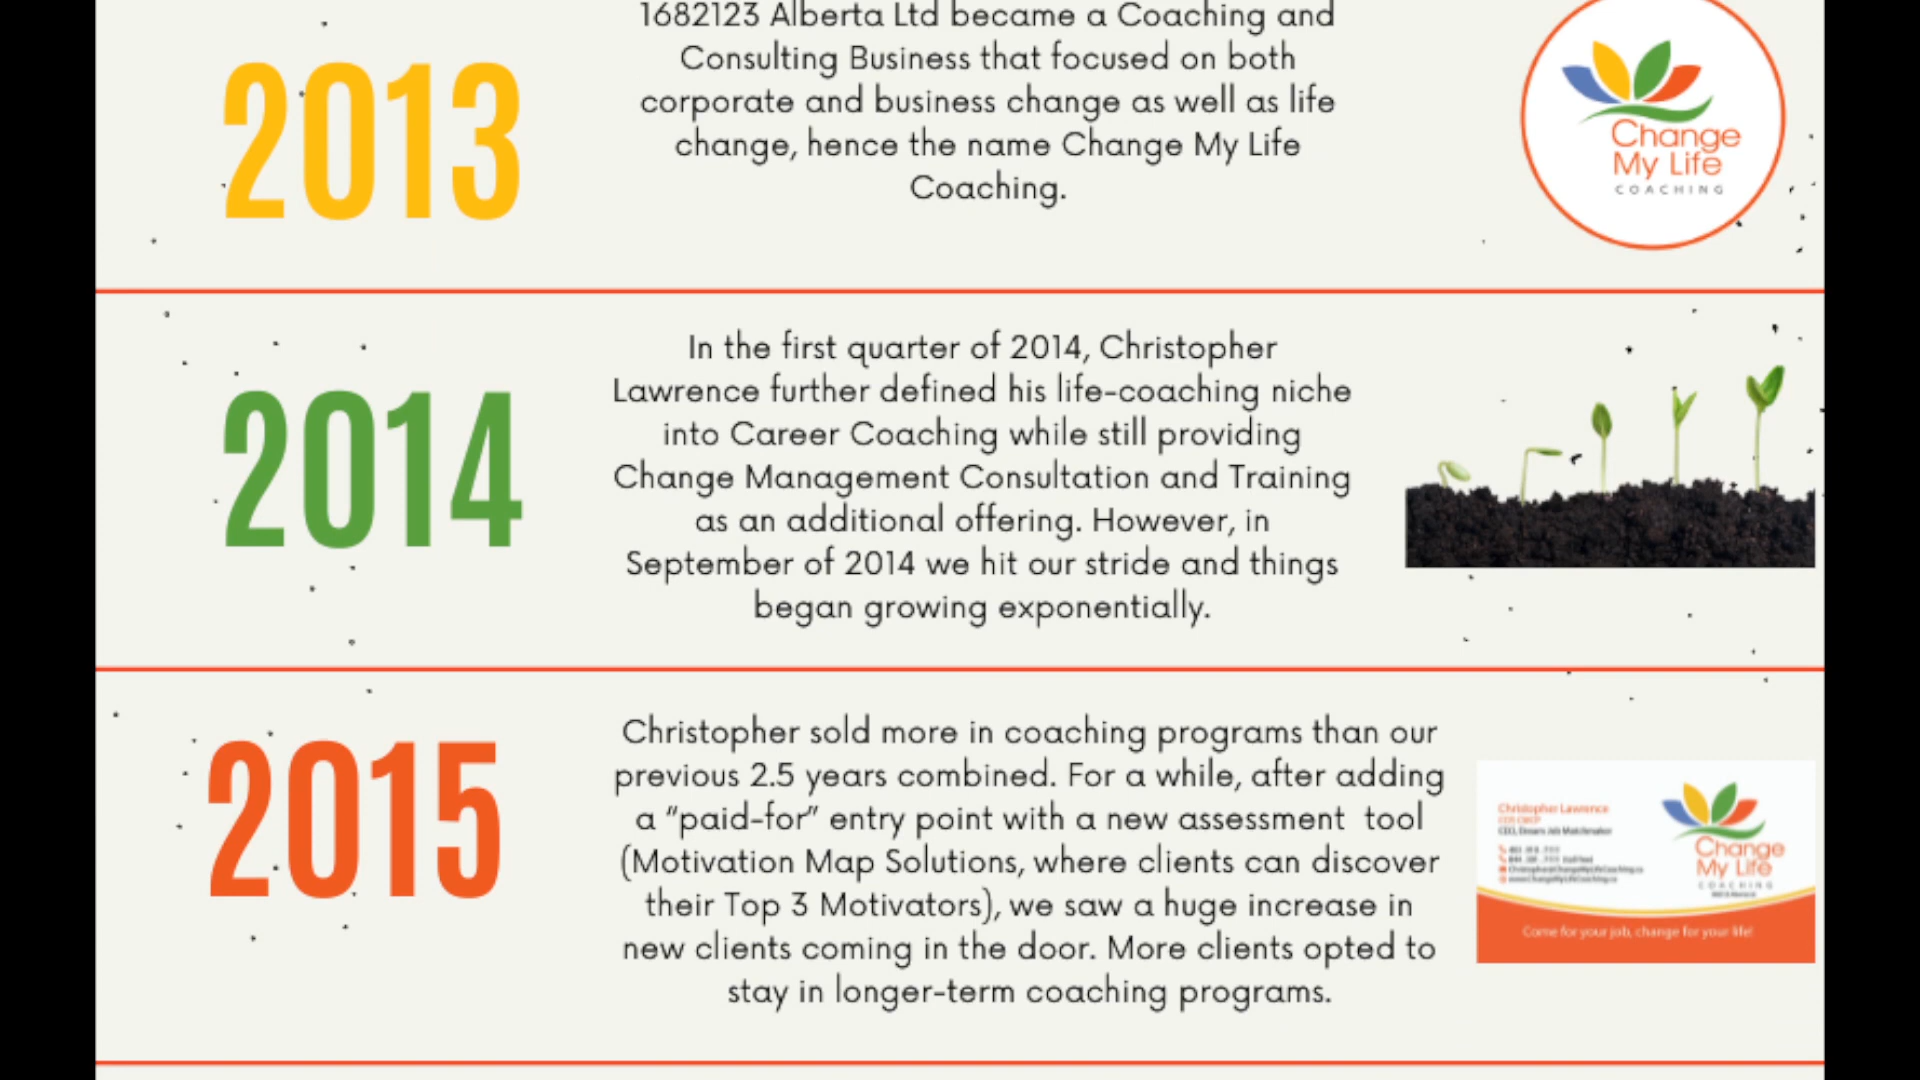 2013
1682123 Alberta Ltd became a Coaching and
Consulting Business that focused on both
corporate and business change as well as life
change, hence the name Change My Life
Coaching.
Change
My Life
COACHING
2014
In the first quarter of 2014, Christopher
Lawrence further defined his life-coaching niche
into Career Coaching while still providing
Change Management Consultation and Training
as an additional offering. However, in
September of 2014 we hit our stride and things
began growing exponentially.
2015
Christopher sold more in coaching programs than our
previous 2.5 years combined. For a while, after adding
a “paid-for” entry point with a new assessment tool
(Motivation Map Solutions, where clients can discover
their Top 3 Motivators), we saw a huge increase in
new clients coming in the door. More clients opted to
stay in longer-term coaching programs.
Christopher Lawrence
CEO, Dream Job Matchmaker
Change
My Life
COACHING
Come for your job, change for your life!